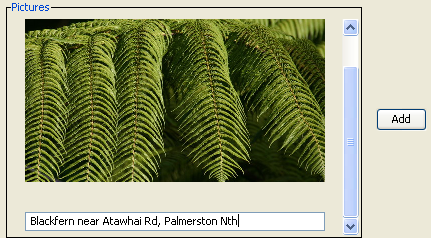 Pictures
Add
Blackfern near Atawhai Rd, Palmerston Nth